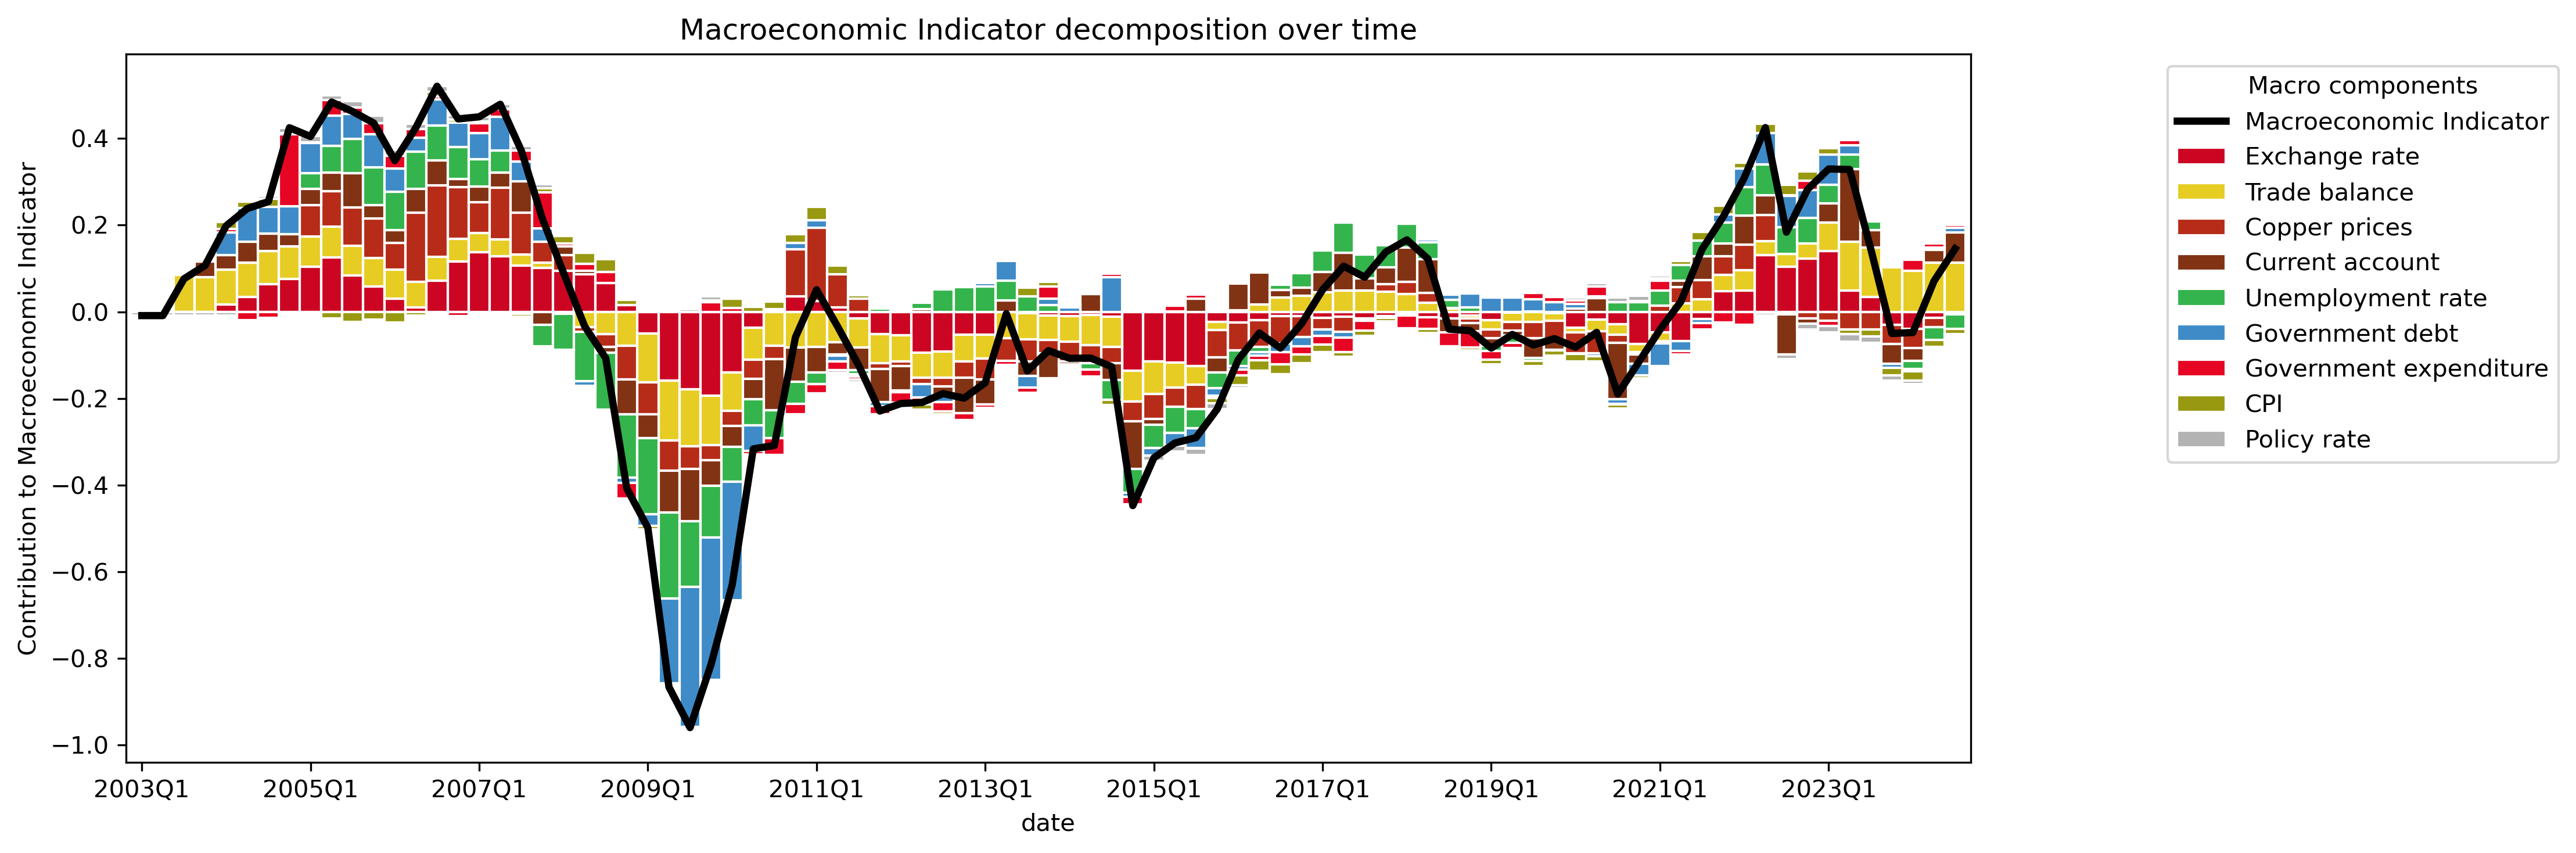 Macroeconomic Indicator decomposition over time
Contribution to Macroeconomic Indicator
0.4
0.2
0.0
−0.2
−0.4
−0.6
−0.8
−1.0
2003Q1 2005Q1 2007Q1 2009Q1 2011Q1 2013Q1 2015Q1 2017Q1 2019Q1 2021Q1 2023Q1
date
Macro components
Macroeconomic Indicator
Exchange rate
Trade balance
Copper prices
Current account
Unemployment rate
Government debt
Government expenditure
CPI
Policy rate